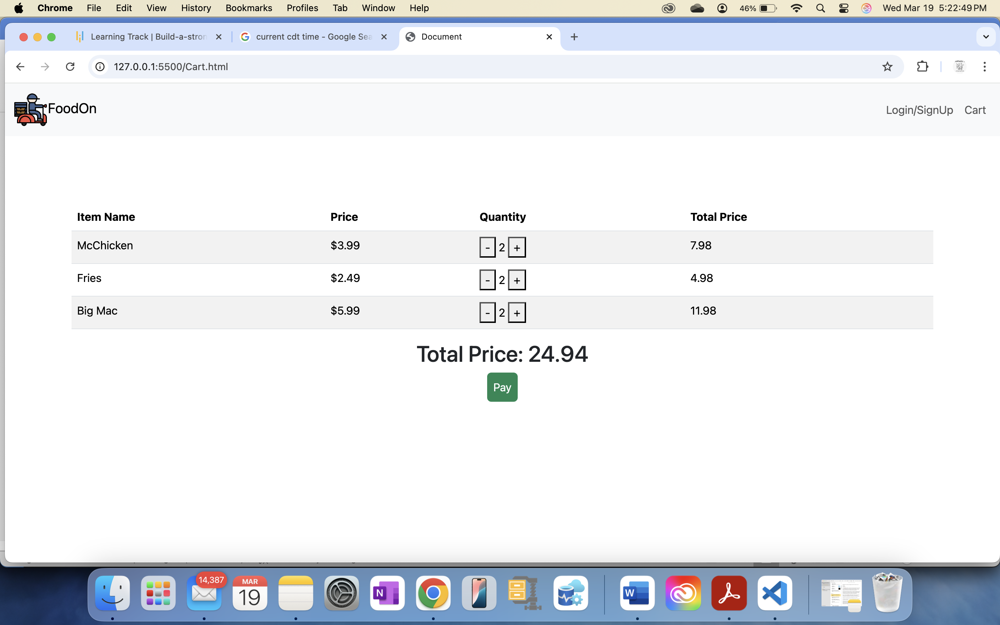 Chrome File Edit View History Bookmarks Profiles Tab Window Help 46% Wed Mar 19 5:22:49 PM
Learning Track | Build-a-stron current cdt time - Google Sea Document
127.0.0.1:5500/Cart.html
FoodOn Login/SignUp Cart
Item Name Price Quantity Total Price
McChicken $3.99 - 2 + 7.98
Fries $2.49 - 2 + 4.98
Big Mac $5.99 - 2 + 11.98
Total Price: 24.94
Pay
14,387 MAR
19 N W